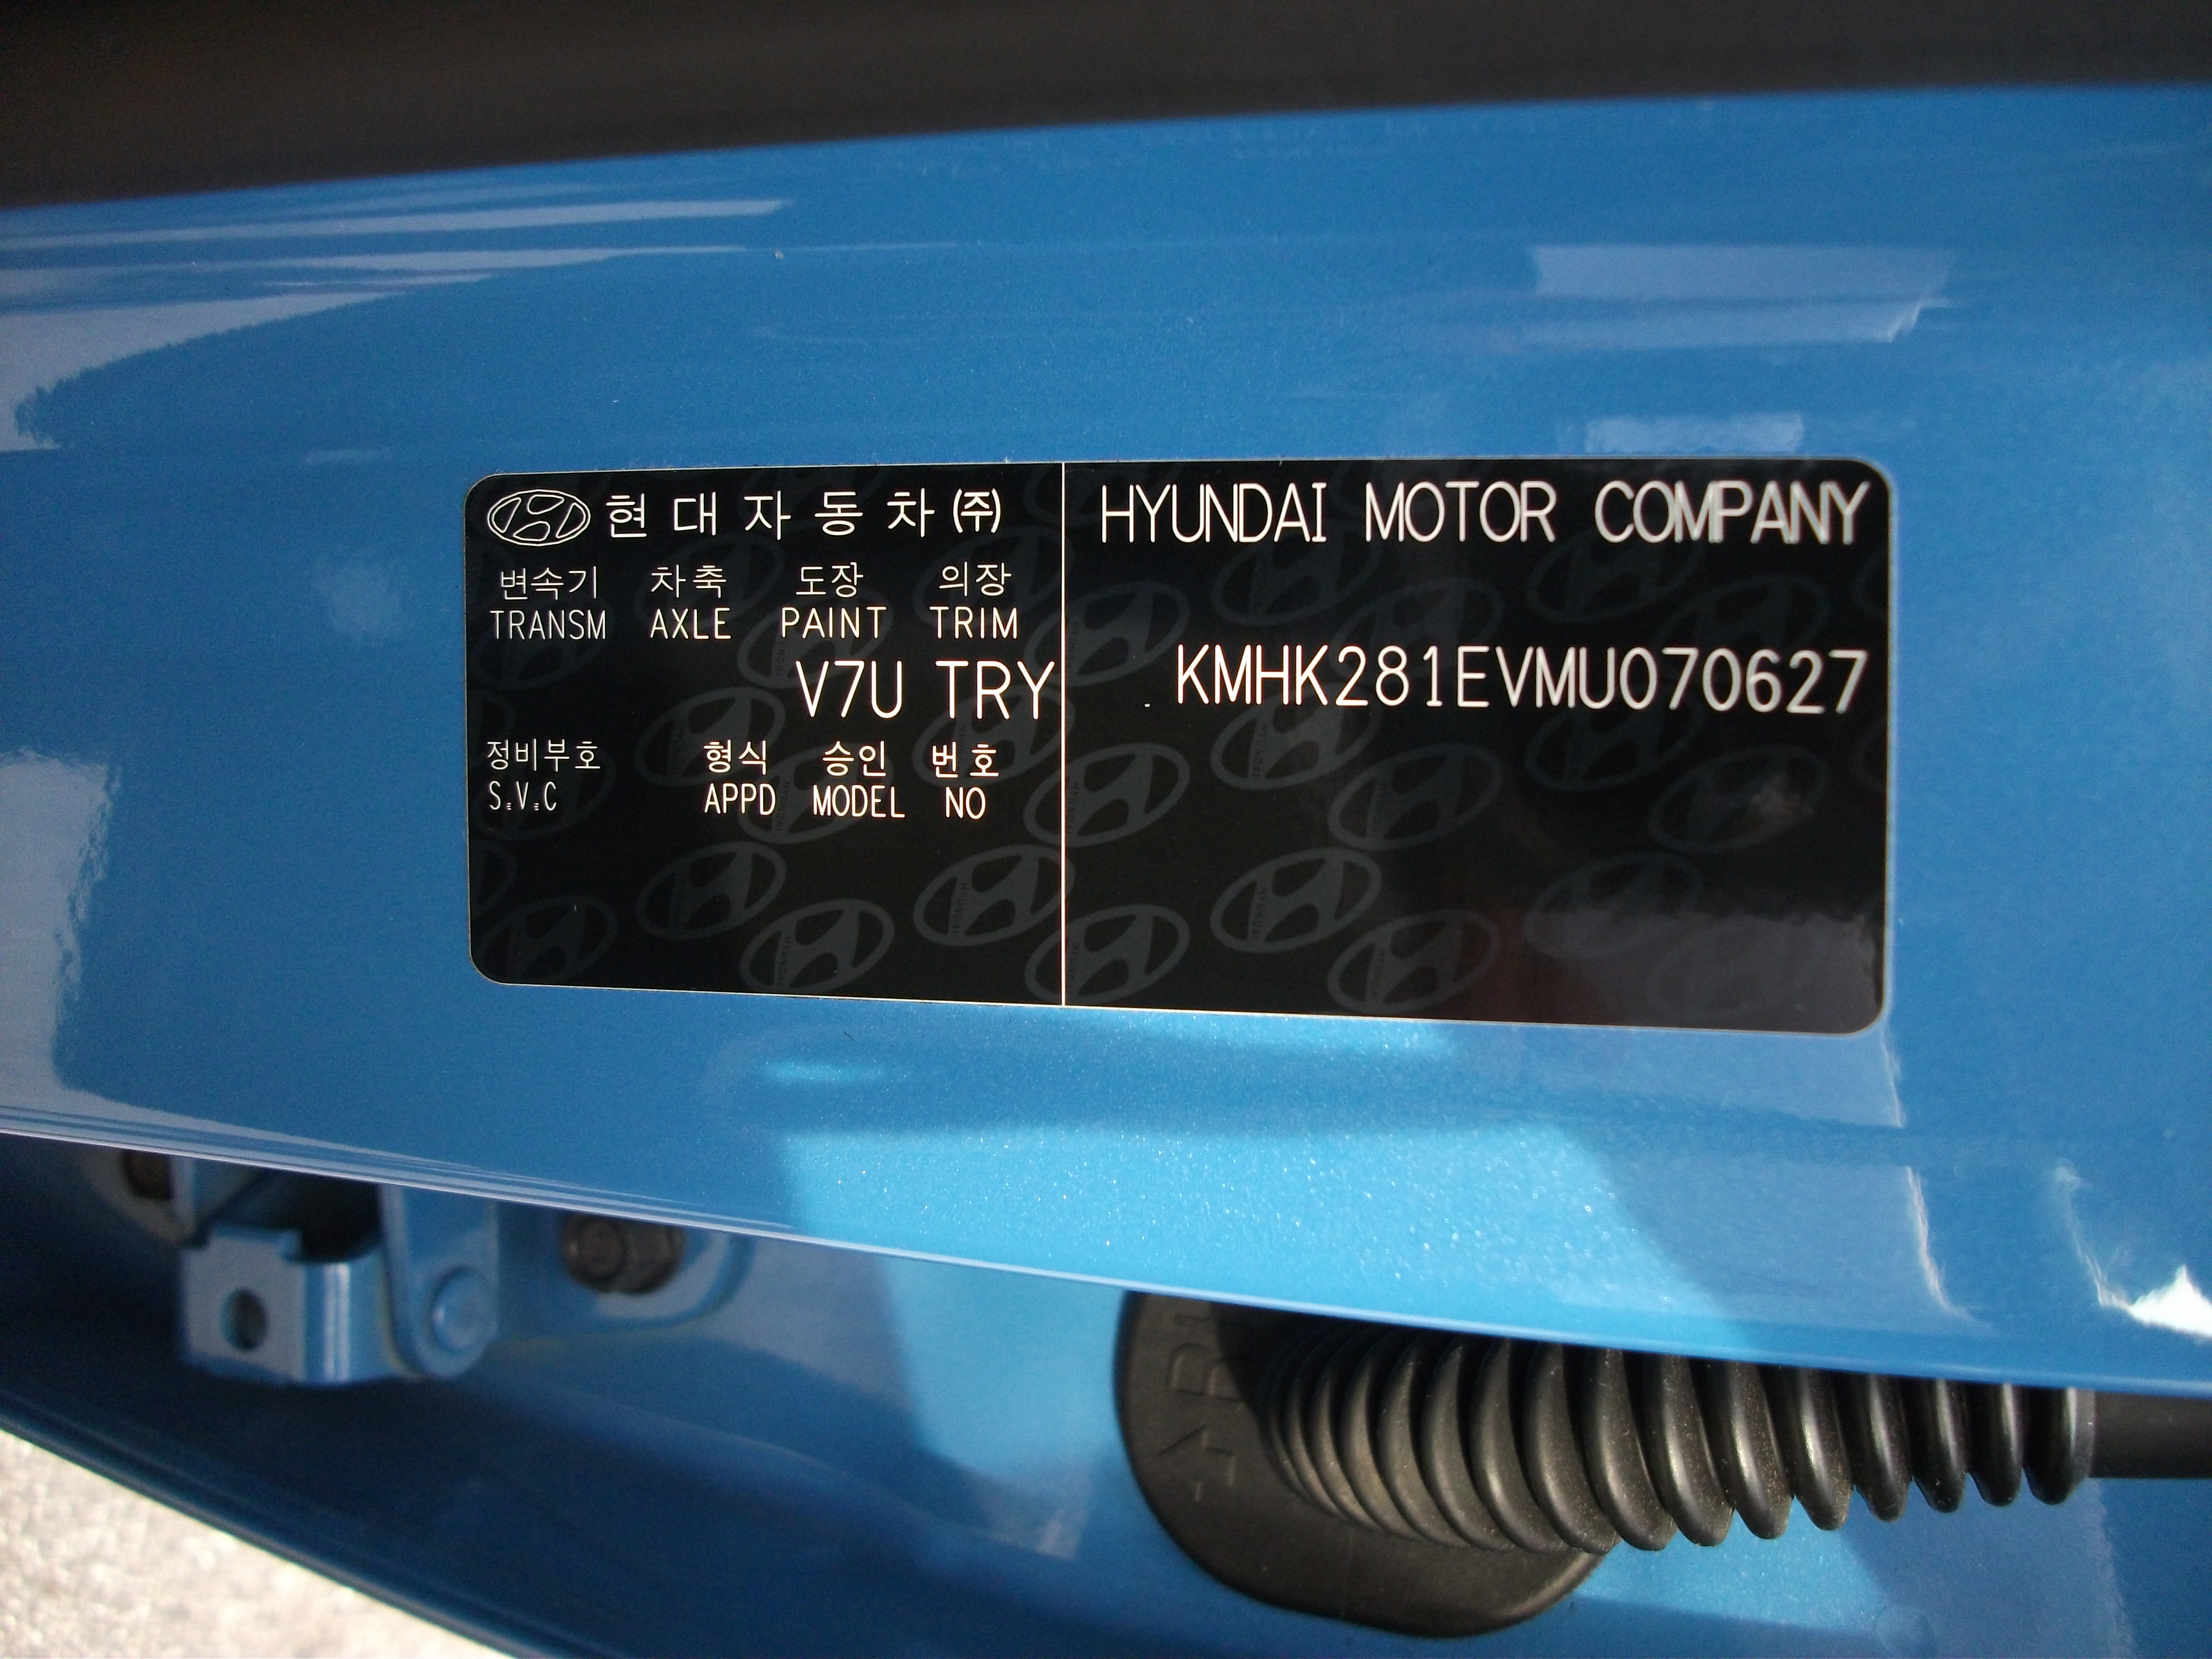 현대자동차(주)
변속기 차축 도장 의장
TRANSM AXLE PAINT TRIM
V7U TRY
정비부호 형식 승인 번호
S.V.C APPD MODEL NO
HYUNDAI MOTOR COMPANY
KMHK281EVMU070627